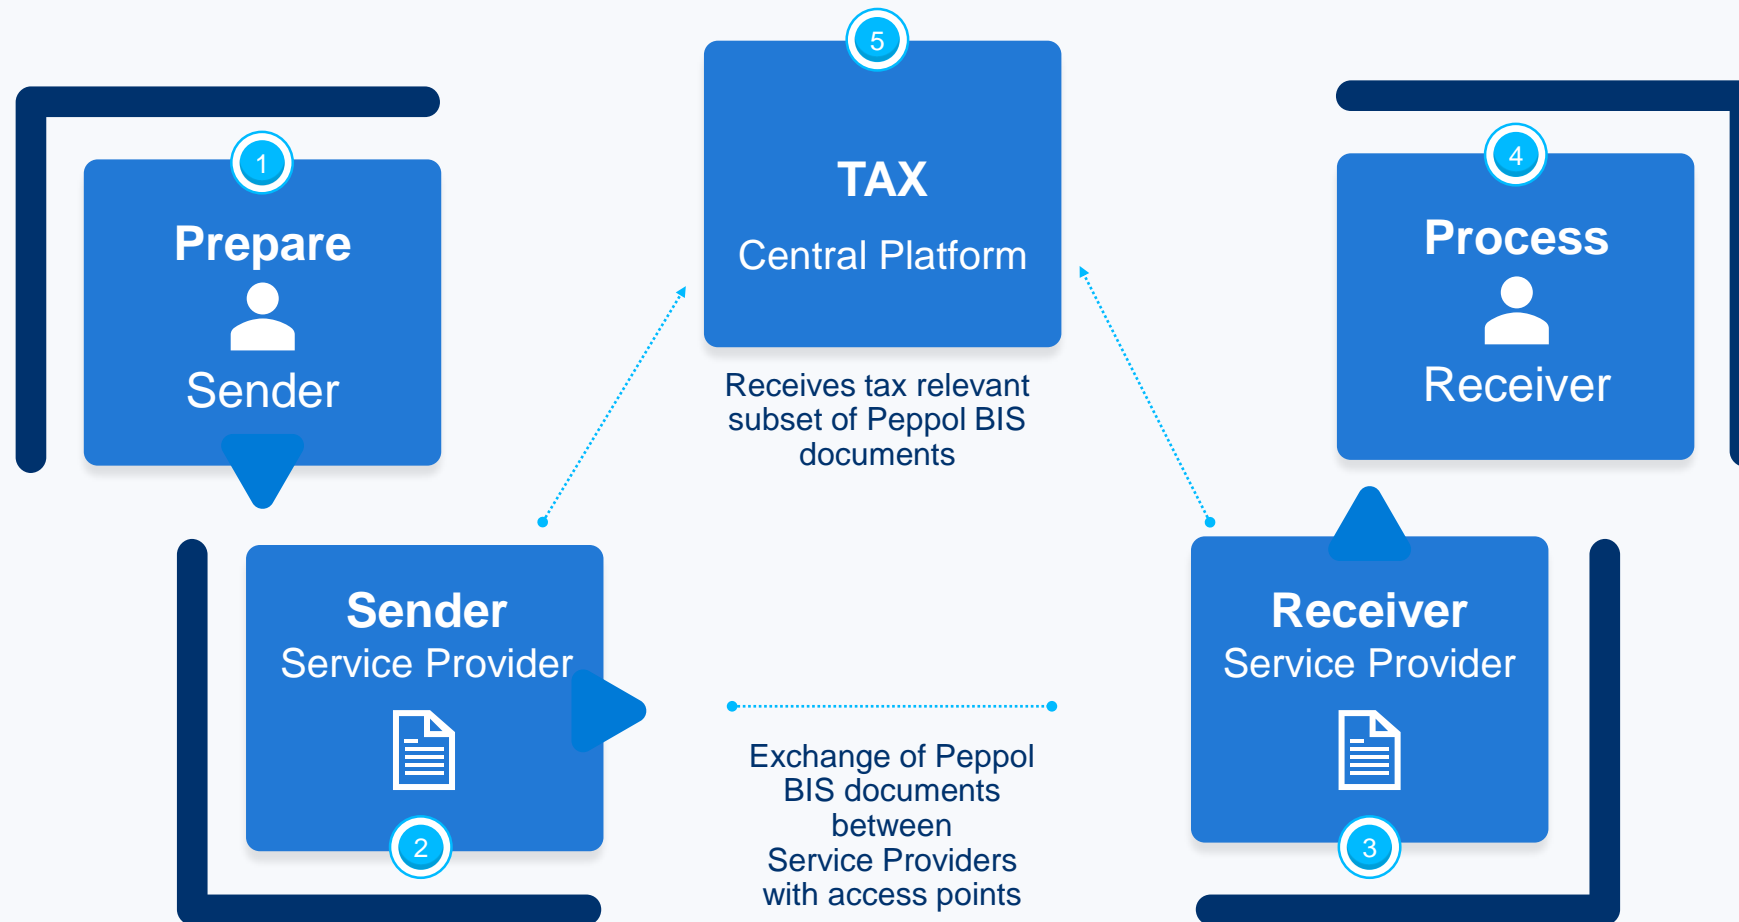 1
Prepare
Sender
2
Sender
Service Provider
5
TAX
Central Platform
Receives tax relevant
subset of Peppol BIS
documents
Exchange of Peppol
BIS documents
between
Service Providers
with access points
3
Receiver
Service Provider
4
Process
Receiver